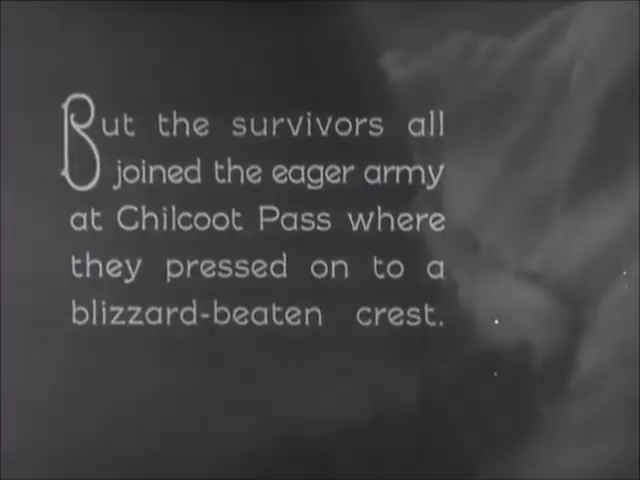 But the survivors all
joined the eager army
at Chilcoot Pass where
they pressed on to a
blizzard-beaten crest.